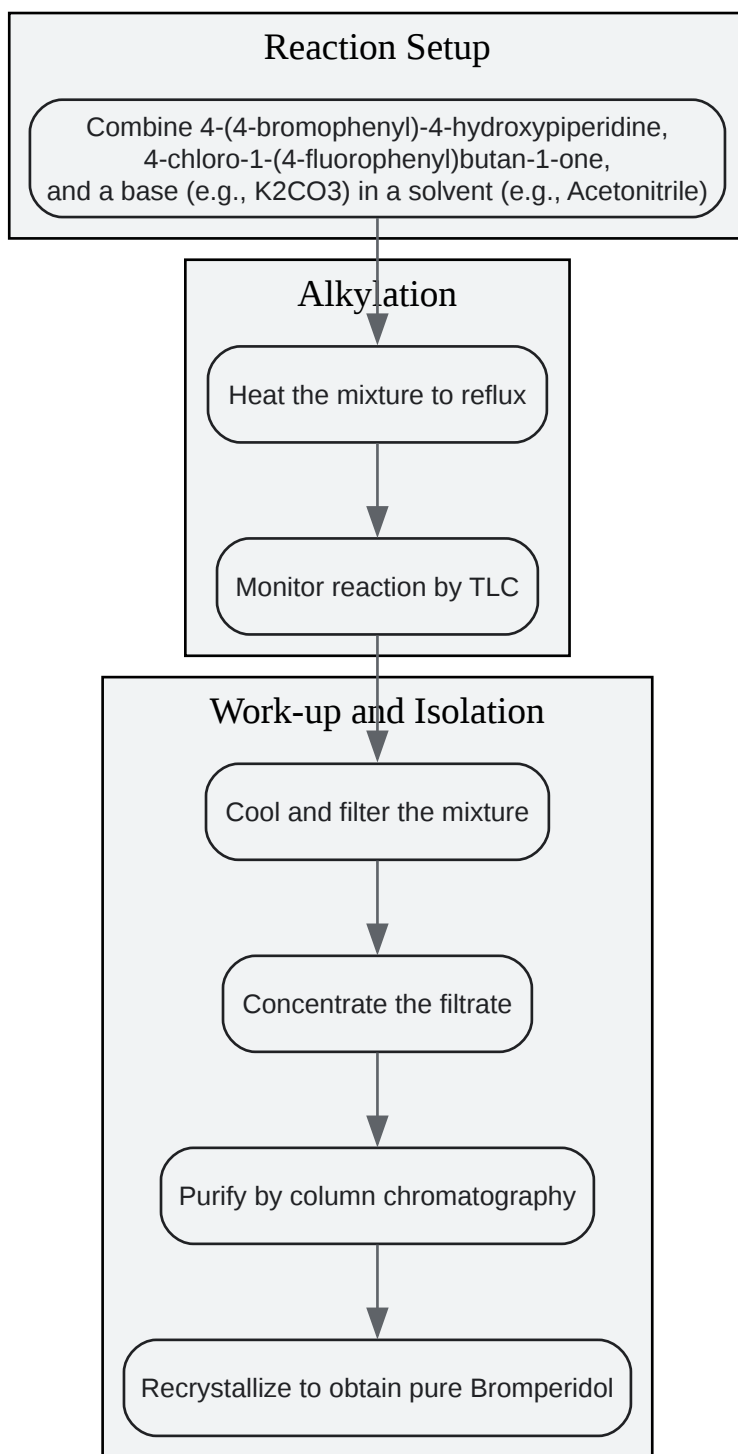 Reaction Setup
Combine 4-(4-bromophenyl)-4-hydroxypiperidine,
4-chloro-1-(4-fluorophenyl)butan-1-one,
and a base (e.g., K2CO3) in a solvent (e.g., Acetonitrile)
Alkylation
Heat the mixture to reflux
Monitor reaction by TLC
Work-up and Isolation
Cool and filter the mixture
Concentrate the filtrate
Purify by column chromatography
Recrystallize to obtain pure Bromperidol